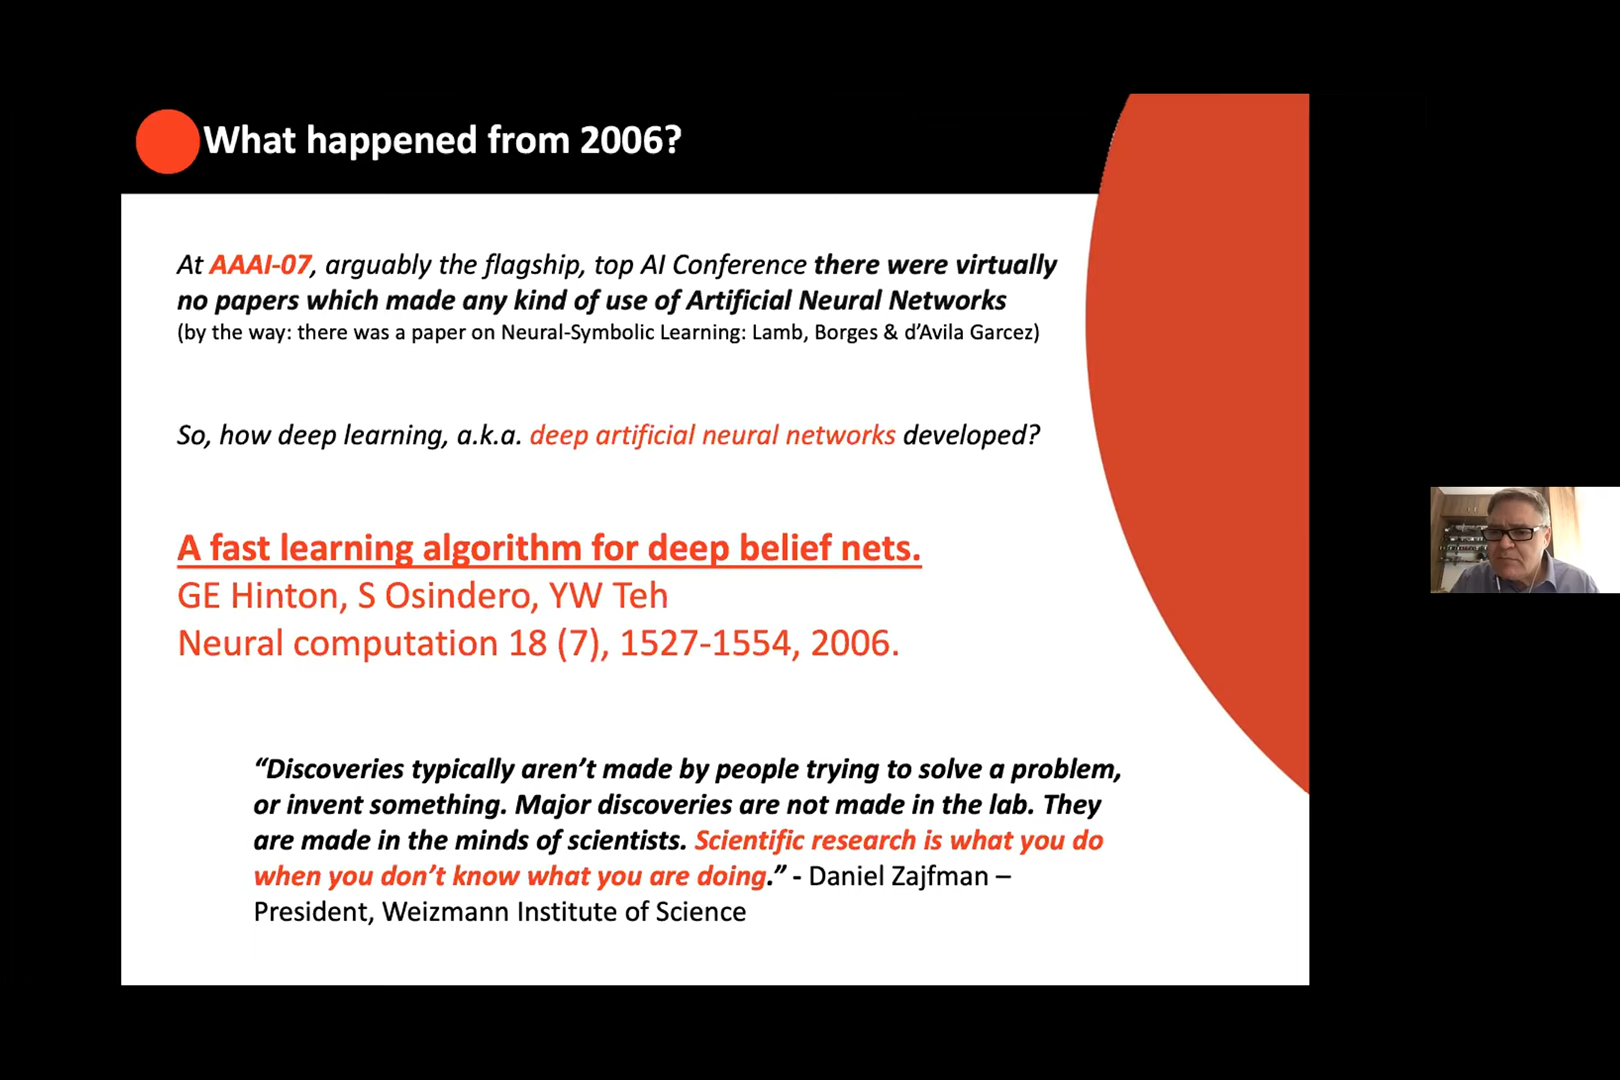 What happened from 2006?
At AAAI-07, arguably the flagship, top AI Conference there were virtually
no papers which made any kind of use of Artificial Neural Networks
(by the way: there was a paper on Neural-Symbolic Learning: Lamb, Borges & d’Avila Garcez)
So, how deep learning, a.k.a. deep artificial neural networks developed?
A fast learning algorithm for deep belief nets.
GE Hinton, S Osindero, YW Teh
Neural computation 18 (7), 1527-1554, 2006.
“Discoveries typically aren’t made by people trying to solve a problem,
or invent something. Major discoveries are not made in the lab. They
are made in the minds of scientists. Scientific research is what you do
when you don’t know what you are doing.” - Daniel Zajfman –
President, Weizmann Institute of Science